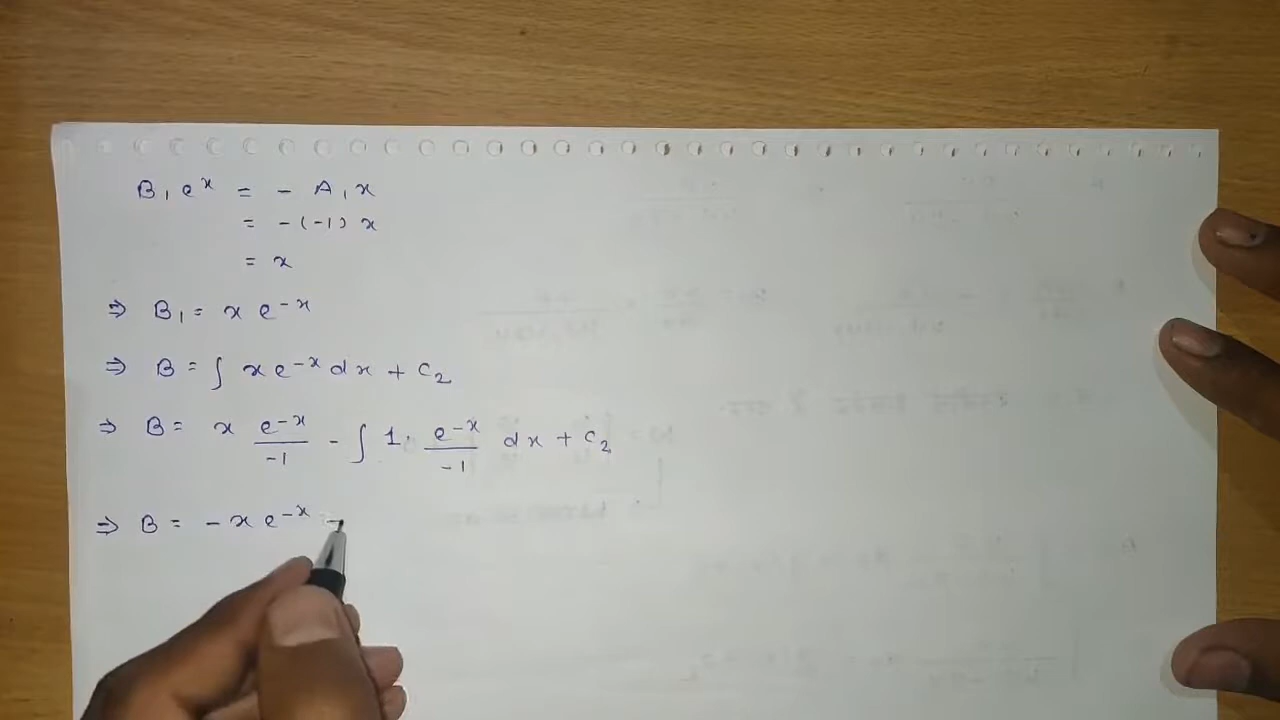 B₁ eˣ = - A₁ x
= -(-1) x
= x
⇒ B₁ = x e⁻ˣ
⇒ B = ∫ x e⁻ˣ dx + c₂
⇒ B = x e⁻ˣ/-1 - ∫ 1. e⁻ˣ/-1 dx + c₂
⇒ B = - x e⁻ˣ -